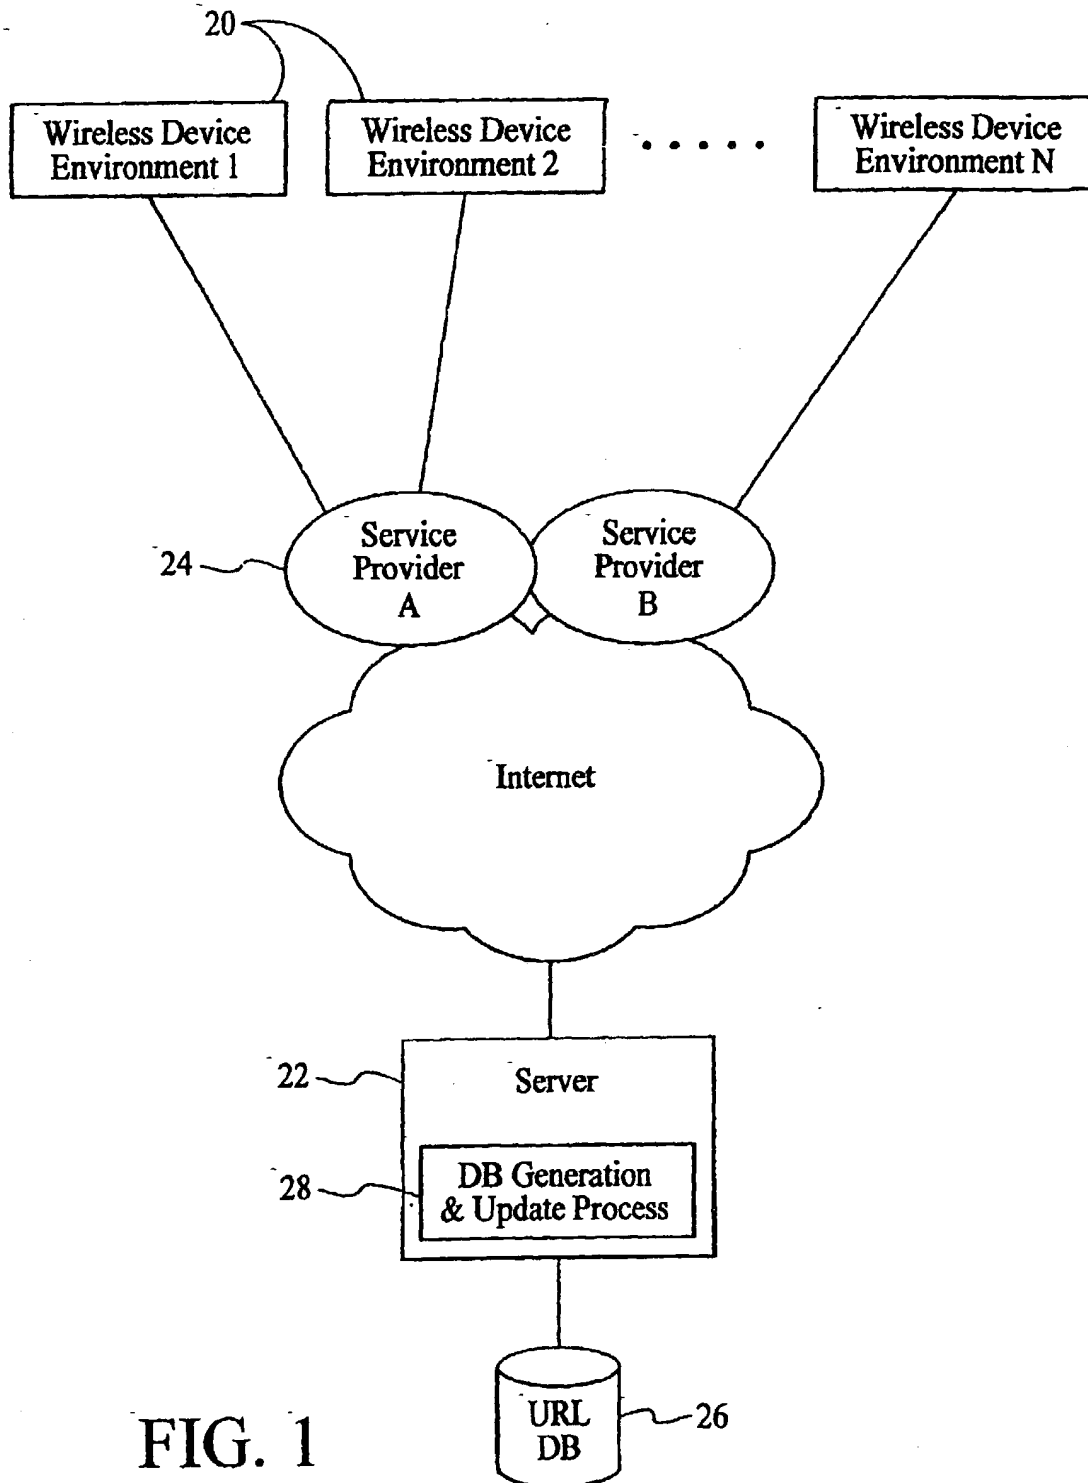 20
Wireless Device
Environment 1
Wireless Device
Environment 2
. . . . .
Wireless Device
Environment N
24
Service
Provider
A
Service
Provider
B
Internet
22
Server
28
DB Generation
& Update Process
URL
DB
26
FIG. 1